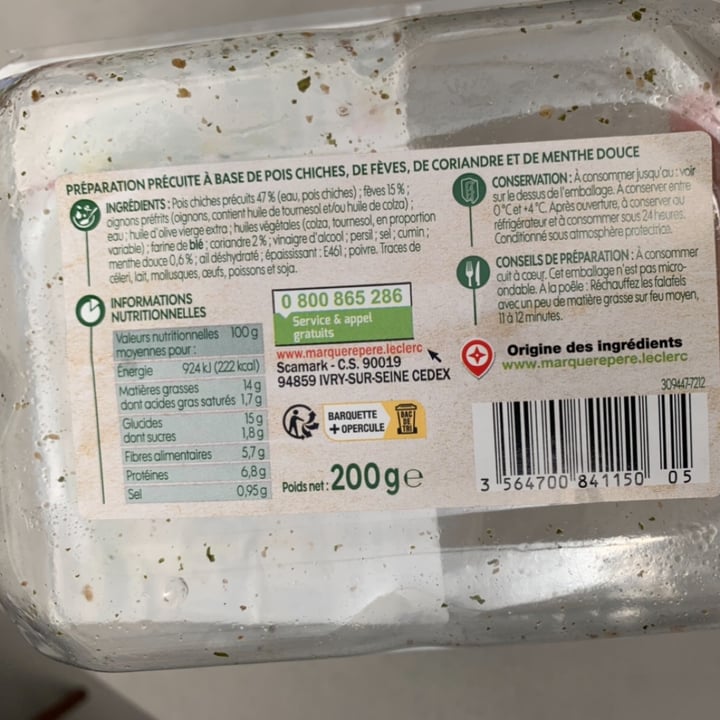 PRÉPARATION PRÉCUITE À BASE DE POIS CHICHES, DE FÈVES, DE CORIANDRE ET DE MENTHE DOUCE
INGRÉDIENTS : Pois chiches précuits 47 % (eau, pois chiches) ; fèves 15 % ;
oignons préfrits (oignons, contient huile de tournesol et/ou huile de colza) ;
eau ; huile d'olive vierge extra ; huiles végétales (colza, tournesol, en proportion
variable) ; farine de blé ; coriandre 2 % ; vinaigre d'alcool ; persil ; sel ; cumin ;
menthe douce 0,6 % ; ail déshydraté ; épaississant : E461 ; poivre. Traces de
céleri, lait, mollusques, œufs, poissons et soja.
INFORMATIONS
NUTRITIONNELLES
Valeurs nutritionnelles 100 g
moyennes pour :
Énergie 924 kJ (222 kcal)
Matières grasses 14 g
dont acides gras saturés 1,7 g
Glucides 15 g
dont sucres 1,8 g
Fibres alimentaires 5,7 g
Protéines 6,8 g
Sel 0,95 g
0 800 865 286
Service & appel
gratuits
www.marquerepere.leclerc
Scamark - C.S. 90019
94859 IVRY-SUR-SEINE CEDEX
BARQUETTE
+ OPERCULE
BAC
DE
TRI
Poids net : 200 g e
CONSERVATION : À consommer jusqu'au : voir
sur le dessus de l'emballage. À conserver entre
0 °C et +4 °C. Après ouverture, à conserver au
réfrigérateur et à consommer sous 24 heures.
Conditionné sous atmosphère protectrice.
CONSEILS DE PRÉPARATION : À consommer
cuit à cœur. Cet emballage n'est pas micro-
ondable. A la poêle : Réchauffez les falafels
avec un peu de matière grasse sur feu moyen,
11 à 12 minutes.
Origine des ingrédients
www.marquerepere.leclerc
309447-7212
3 564700 841150 05